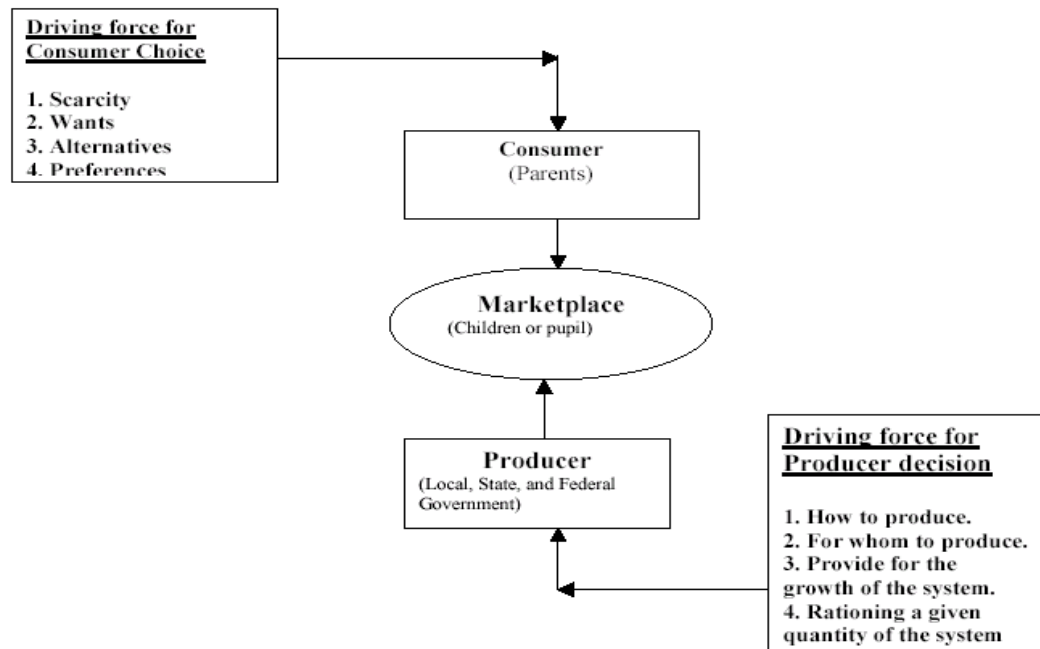 Driving force for
Consumer Choice
1. Scarcity
2. Wants
3. Alternatives
4. Preferences
Consumer
(Parents)
Marketplace
(Children or pupil)
Producer
(Local, State, and Federal
Government)
Driving force for
Producer decision
1. How to produce.
2. For whom to produce.
3. Provide for the
growth of the system.
4. Rationing a given
quantity of the system